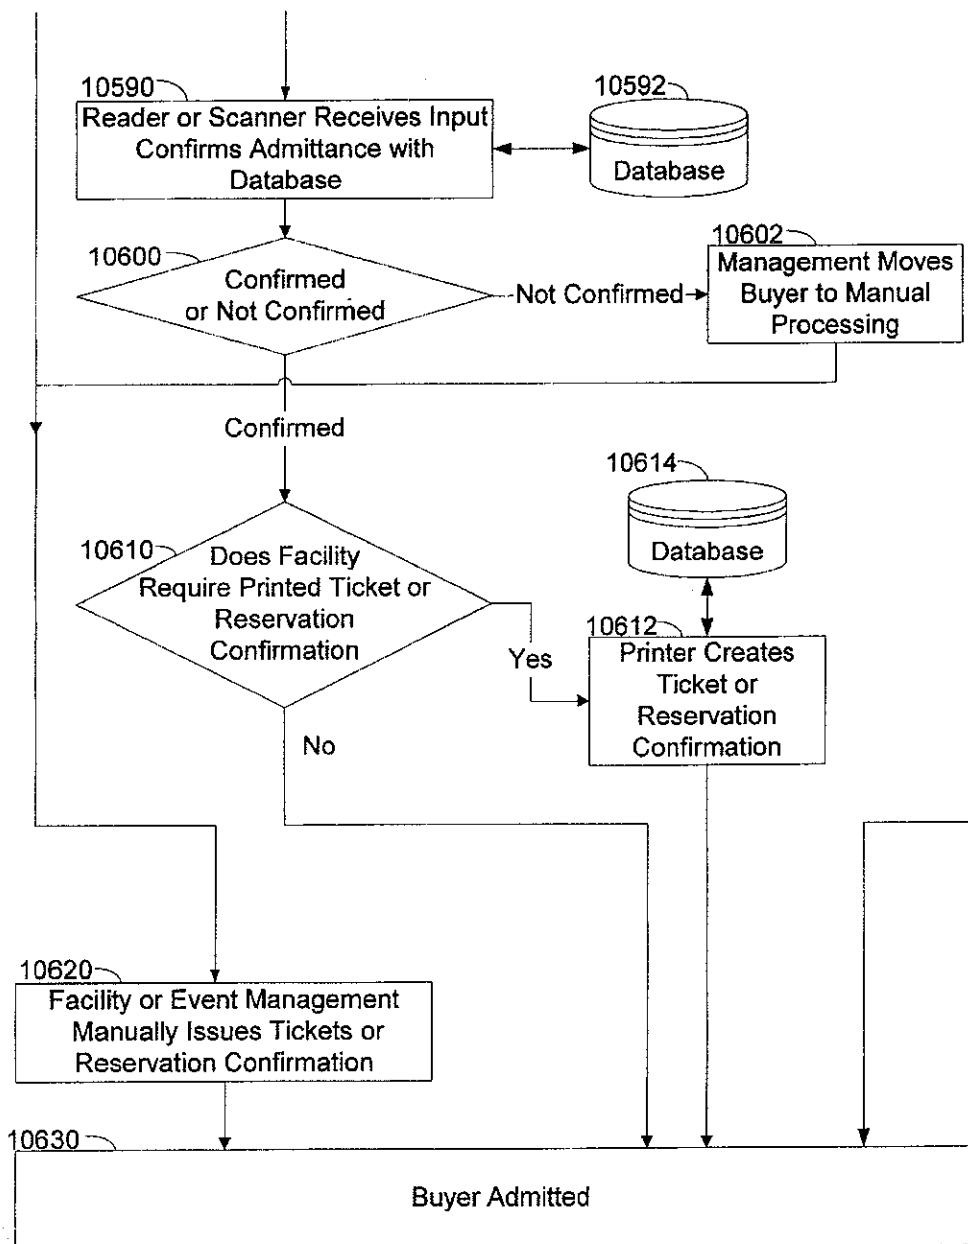 10590
Reader or Scanner Receives Input
Confirms Admittance with
Database
10592
Database
10600
Confirmed
or Not Confirmed
Not Confirmed
10602
Management Moves
Buyer to Manual
Processing
Confirmed
10614
Database
10610
Does Facility
Require Printed Ticket or
Reservation
Confirmation
Yes
10612
Printer Creates
Ticket or
Reservation
Confirmation
No
10620
Facility or Event Management
Manually Issues Tickets or
Reservation Confirmation
10630
Buyer Admitted